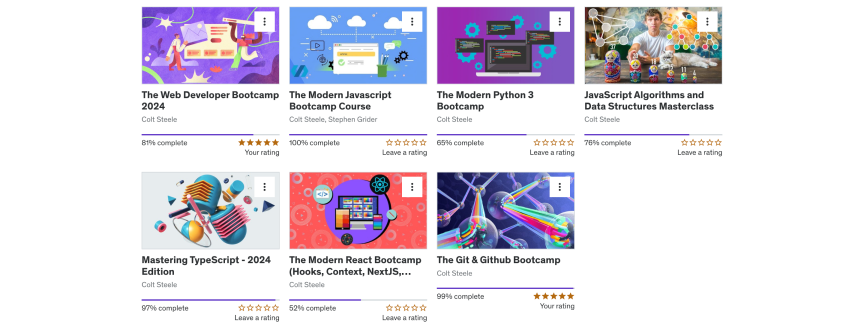 The Web Developer Bootcamp
2024
Colt Steele
81% complete
Your rating
The Modern Javascript
Bootcamp Course
Colt Steele, Stephen Grider
100% complete
Leave a rating
The Modern Python 3
Bootcamp
Colt Steele
65% complete
Leave a rating
JavaScript Algorithms and
Data Structures Masterclass
Colt Steele
76% complete
Leave a rating
Mastering TypeScript - 2024
Edition
Colt Steele
97% complete
Leave a rating
The Modern React Bootcamp
(Hooks, Context, NextJS,...
Colt Steele
52% complete
Leave a rating
The Git & Github Bootcamp
Colt Steele
99% complete
Your rating